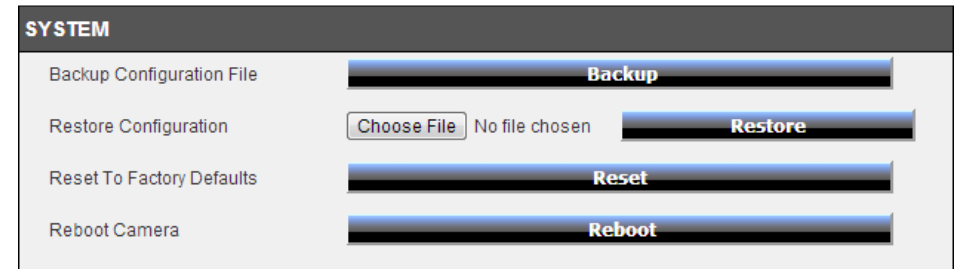 SYSTEM
Backup Configuration File Backup
Restore Configuration Choose File No file chosen Restore
Reset To Factory Defaults Reset
Reboot Camera Reboot